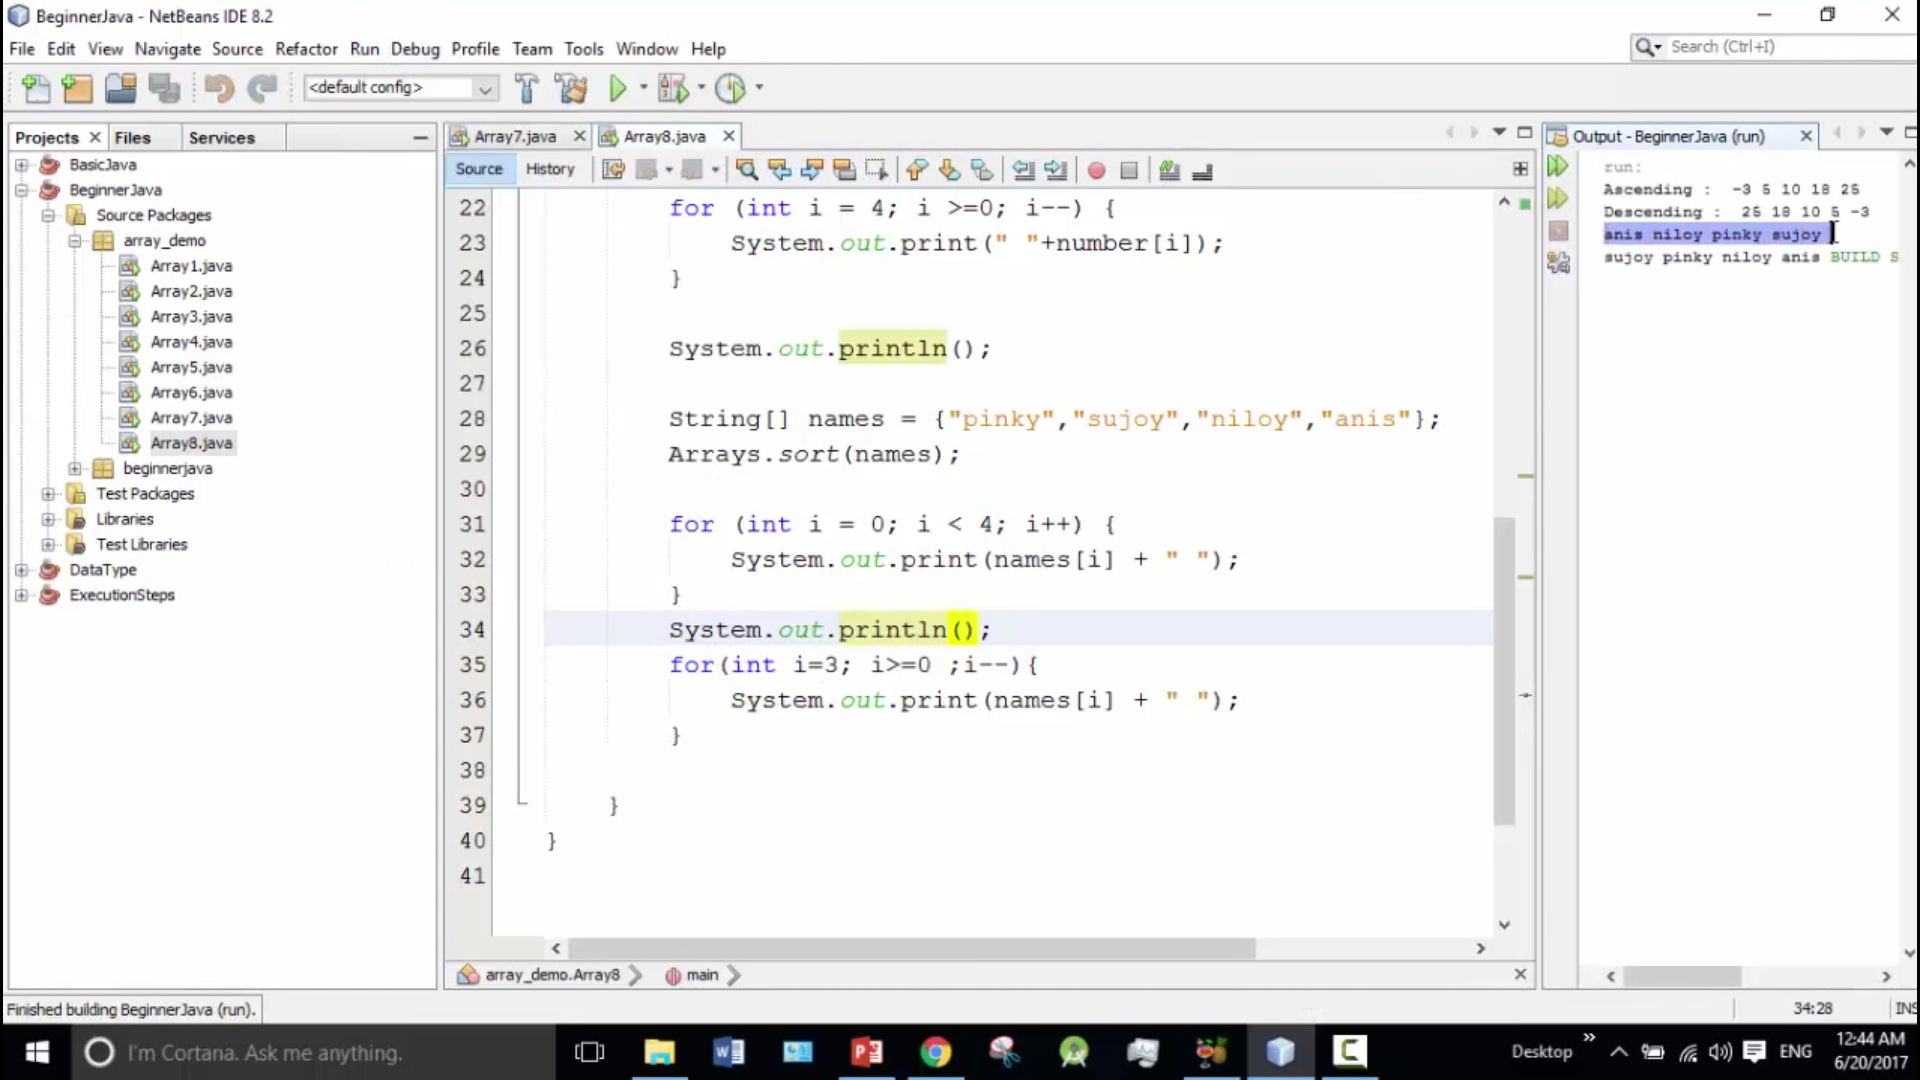 BeginnerJava - NetBeans IDE 8.2
File Edit View Navigate Source Refactor Run Debug Profile Team Tools Window Help
Search (Ctrl+I)
<default config>
Projects Files Services
BasicJava
BeginnerJava
Source Packages
array_demo
Array1.java
Array2.java
Array3.java
Array4.java
Array5.java
Array6.java
Array7.java
Array8.java
beginnerjava
Test Packages
Libraries
Test Libraries
DataType
ExecutionSteps
Array7.java Array8.java
Source History
22 for (int i = 4; i >=0; i--) {
23 System.out.print(" "+number[i]);
24 }
25
26 System.out.println();
27
28 String[] names = {"pinky","sujoy","niloy","anis"};
29 Arrays.sort(names);
30
31 for (int i = 0; i < 4; i++) {
32 System.out.print(names[i] + " ");
33 }
34 System.out.println();
35 for(int i=3; i>=0 ;i--){
36 System.out.print(names[i] + " ");
37 }
38
39 }
40 }
41
array_demo.Array8 main
Output - BeginnerJava (run)
run:
Ascending : -3 5 10 18 25
Descending : 25 18 10 5 -3
anis niloy pinky sujoy
sujoy pinky niloy anis BUILD S
Finished building BeginnerJava (run).
34:28 INS
I'm Cortana. Ask me anything.
Desktop ENG
12:44 AM
6/20/2017